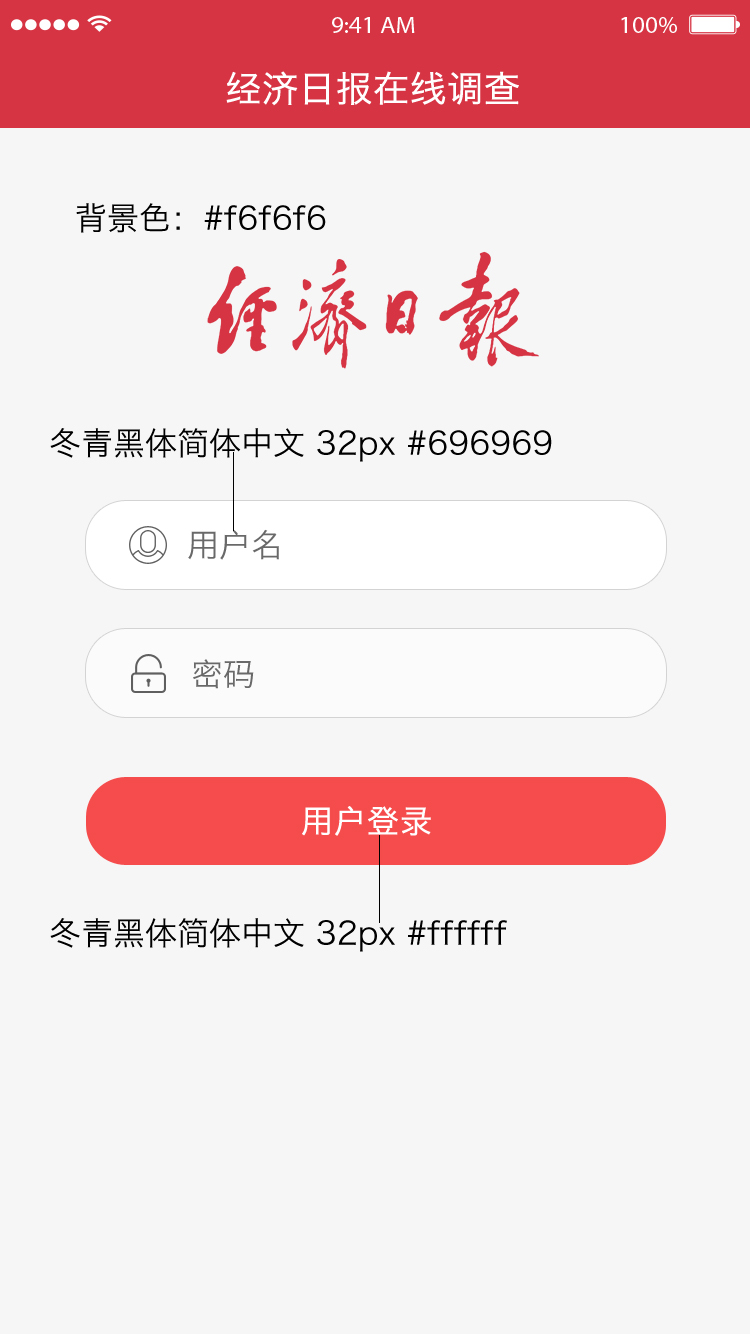 9:41 AM 100%
经济日报在线调查
背景色：#f6f6f6
經濟日報
冬青黑体简体中文 32px #696969
用户名
密码
用户登录
冬青黑体简体中文 32px #ffffff